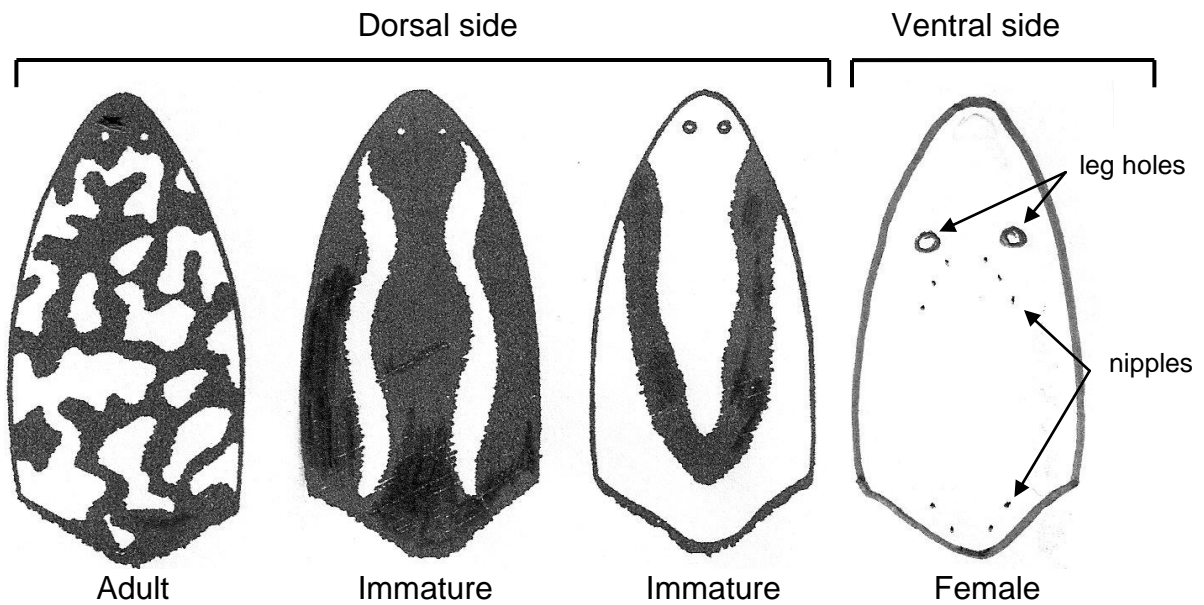 Dorsal side
Ventral side
leg holes
nipples
Adult
Immature
Immature
Female